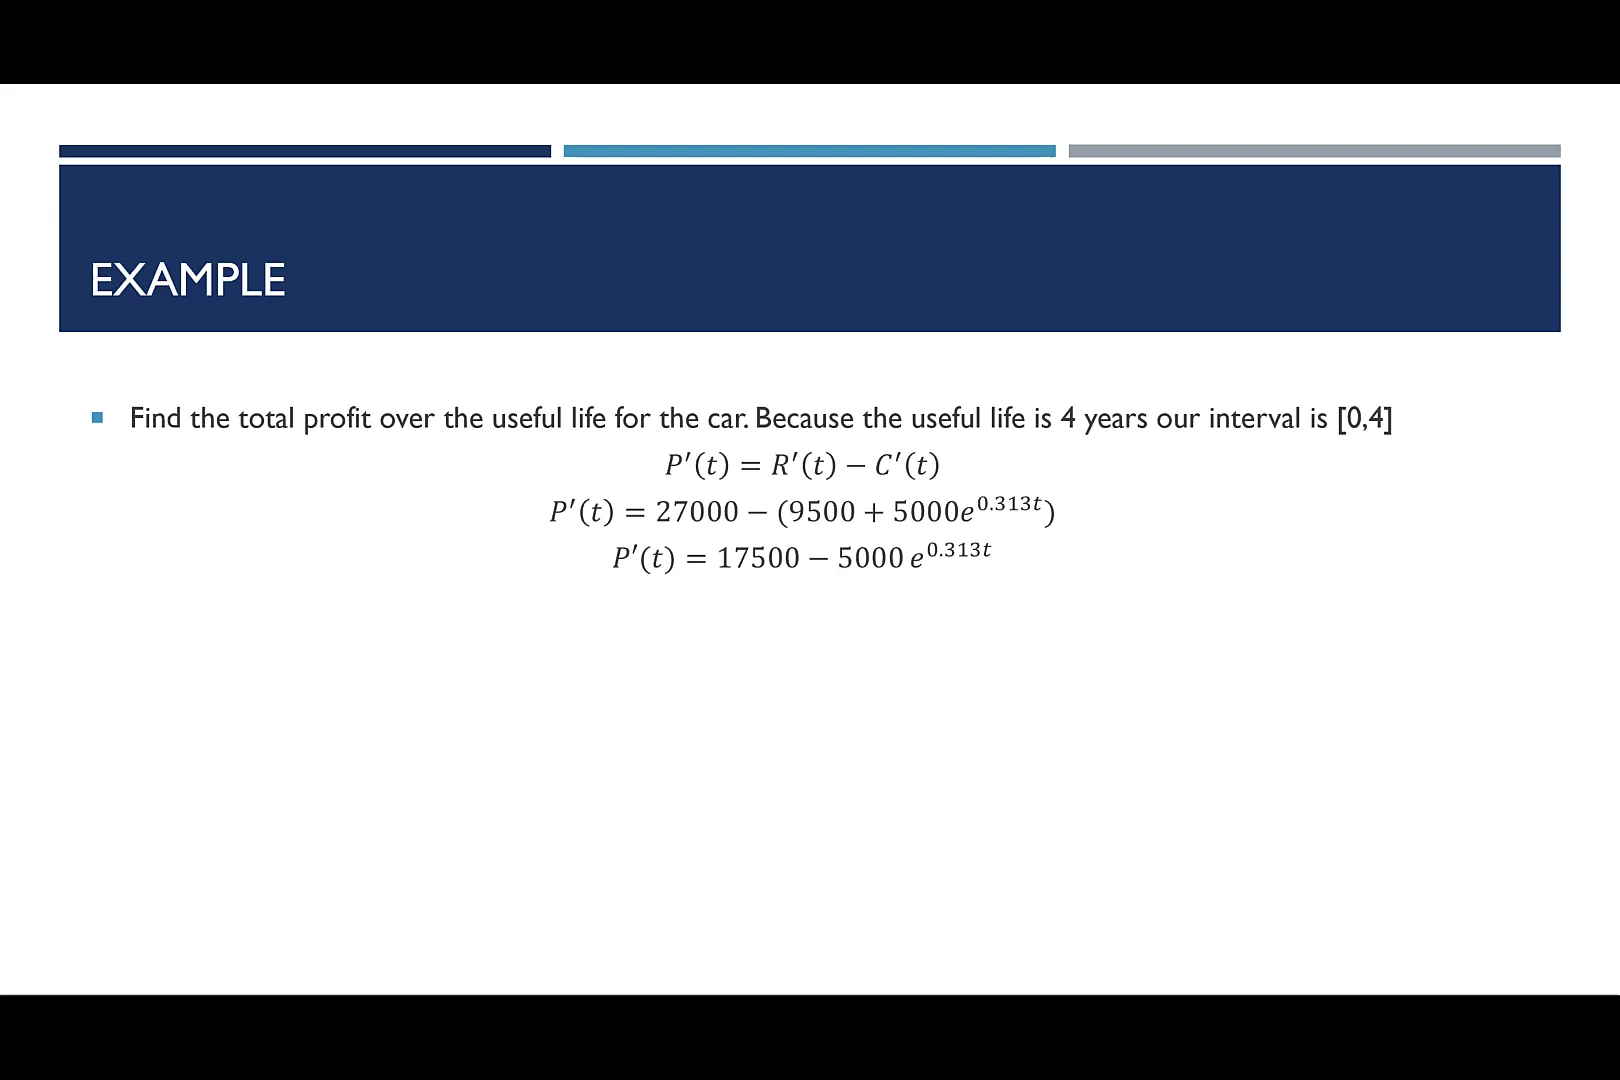 EXAMPLE
Find the total profit over the useful life for the car. Because the useful life is 4 years our interval is [0,4]
𝑃′(𝑡) = 𝑅′(𝑡) − 𝐶′(𝑡)
𝑃′(𝑡) = 27000 − (9500 + 5000𝑒^{0.313𝑡})
𝑃′(𝑡) = 17500 − 5000 𝑒^{0.313𝑡}